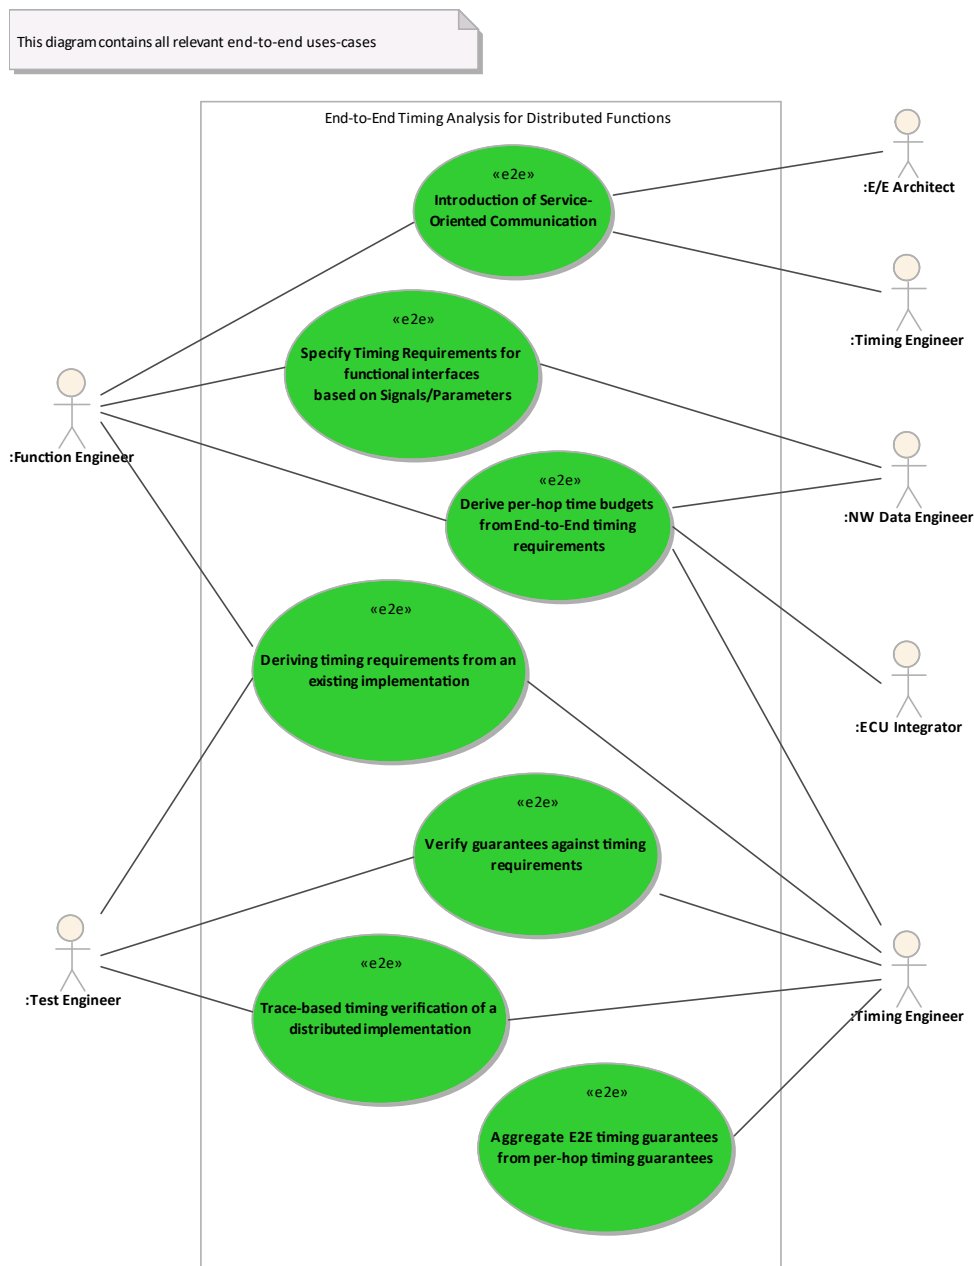 This diagram contains all relevant end-to-end uses-cases
End-to-End Timing Analysis for Distributed Functions
«e2e»
Introduction of Service-
Oriented Communication
:E/E Architect
:Timing Engineer
«e2e»
Specify Timing Requirements for
functional interfaces
based on Signals/Parameters
:Function Engineer
«e2e»
Derive per-hop time budgets
from End-to-End timing
requirements
:NW Data Engineer
«e2e»
Deriving timing requirements from an
existing implementation
:ECU Integrator
«e2e»
Verify guarantees against timing
requirements
:Test Engineer
«e2e»
Trace-based timing verification of a
distributed implementation
:Timing Engineer
«e2e»
Aggregate E2E timing guarantees
from per-hop timing guarantees